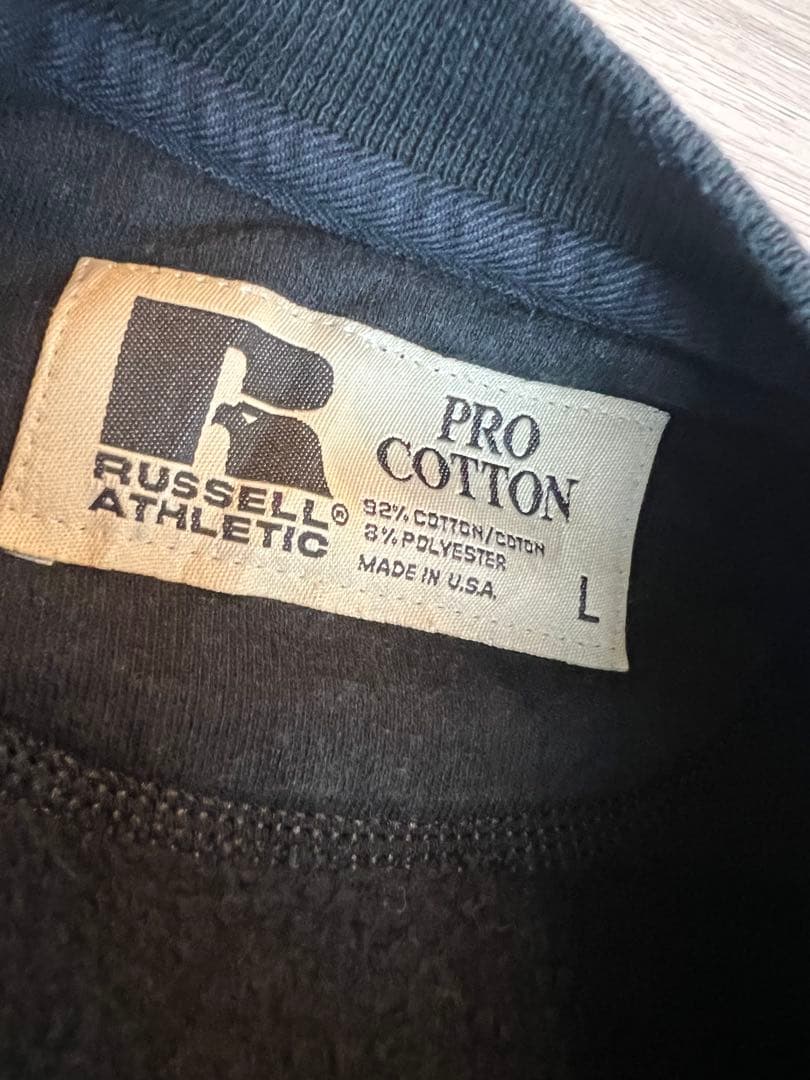 RUSSELL®
ATHLETIC
PRO
COTTON
92% COTTON/COTON
8% POLYESTER
MADE IN U.S.A.
L